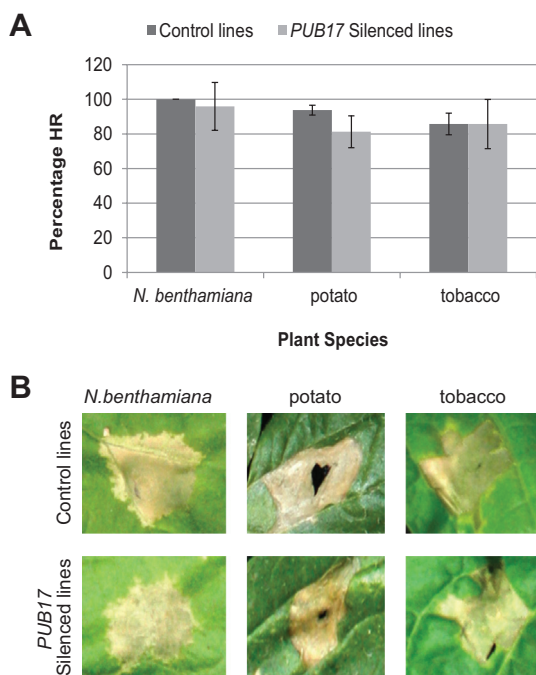 A
Control lines PUB17 Silenced lines
120
100
80
60
40
20
0
Percentage HR
N. benthamiana potato tobacco
Plant Species
B
N.benthamiana potato tobacco
Control lines
PUB17
Silenced lines